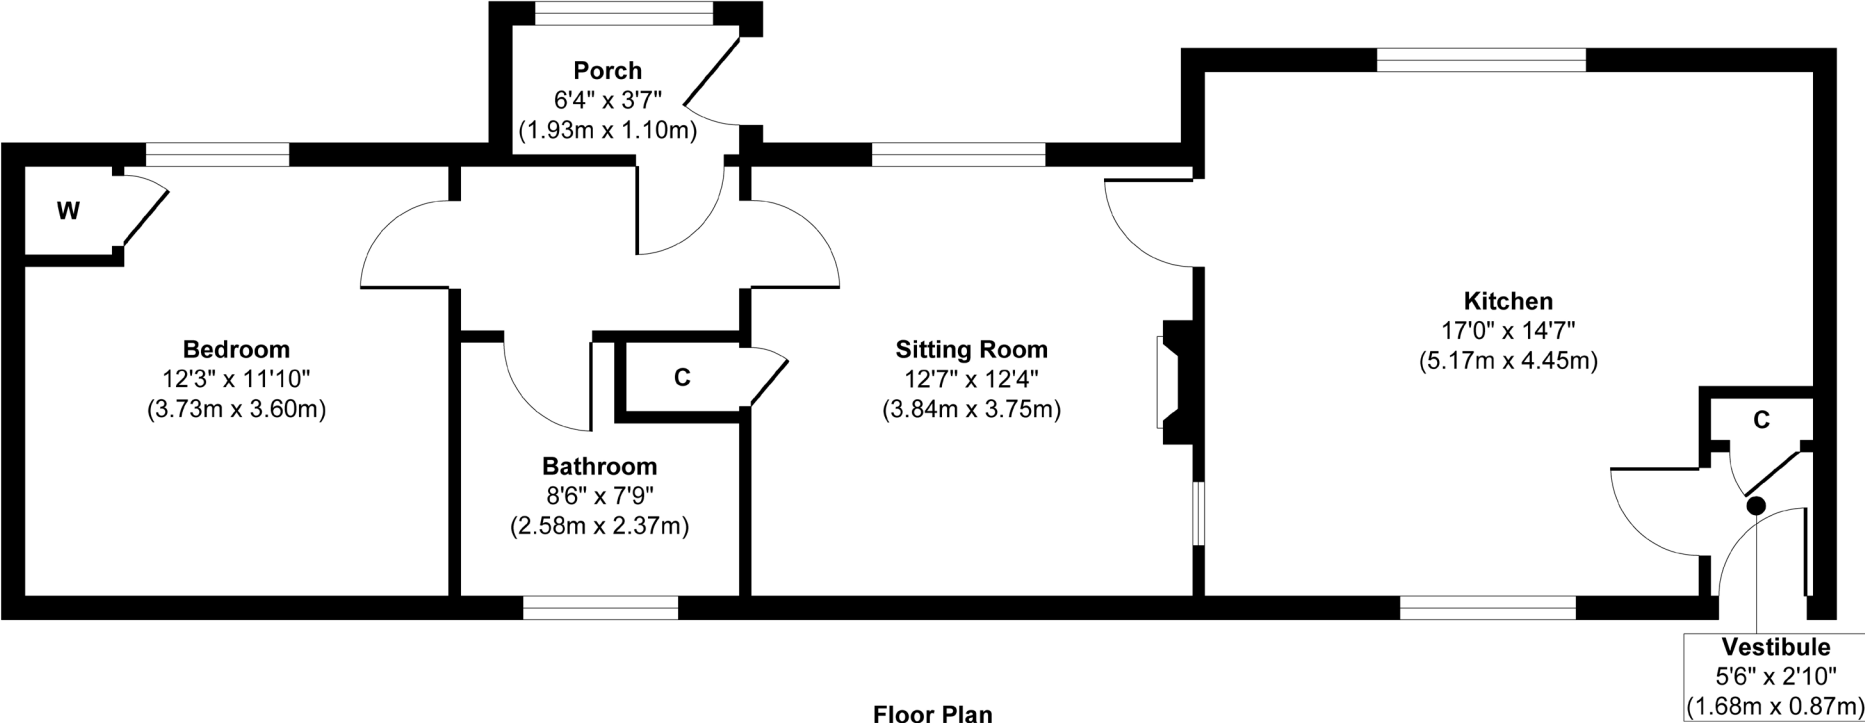 Porch
6'4" x 3'7"
(1.93m x 1.10m)
W
Bedroom
12'3" x 11'10"
(3.73m x 3.60m)
C
Bathroom
8'6" x 7'9"
(2.58m x 2.37m)
Sitting Room
12'7" x 12'4"
(3.84m x 3.75m)
Kitchen
17'0" x 14'7"
(5.17m x 4.45m)
C
Vestibule
5'6" x 2'10"
(1.68m x 0.87m)
Floor Plan